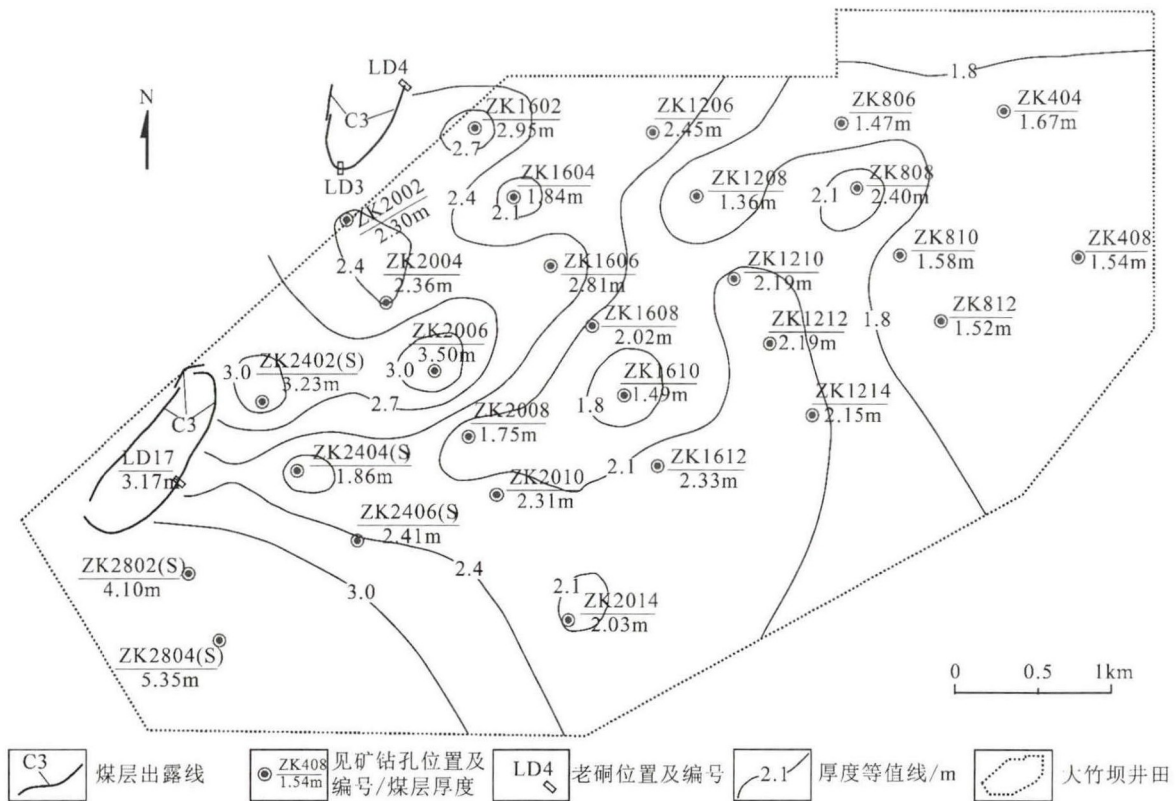 LD4
1.8
N
ZK1602
2.95m
ZK1206
2.45m
ZK806
1.47m
ZK404
1.67m
C3
2.7
LD3
ZK1604
1.84m
2.4
2.1
ZK1208
1.36m
ZK808
2.40m
2.1
ZK2002
2.30m
2.4
ZK2004
2.36m
ZK1606
2.81m
ZK1210
2.19m
ZK810
1.58m
ZK408
1.54m
ZK1608
2.02m
ZK1212
2.19m
1.8
ZK812
1.52m
ZK2006
3.50m
3.0
3.0
ZK2402(S)
3.23m
2.7
ZK1610
1.49m
1.8
ZK1214
2.15m
C3
ZK2008
1.75m
LD17
3.17m
ZK2404(S)
1.86m
2.1
ZK1612
2.33m
ZK2010
2.31m
ZK2406(S)
2.41m
ZK2802(S)
4.10m
3.0
2.4
2.1
ZK2014
2.03m
ZK2804(S)
5.35m
0 0.5 1km
C3 煤层出露线
ZK408
1.54m
见矿钻孔位置及
编号/煤层厚度
LD4 老硐位置及编号
2.1 厚度等值线/m
大竹坝井田